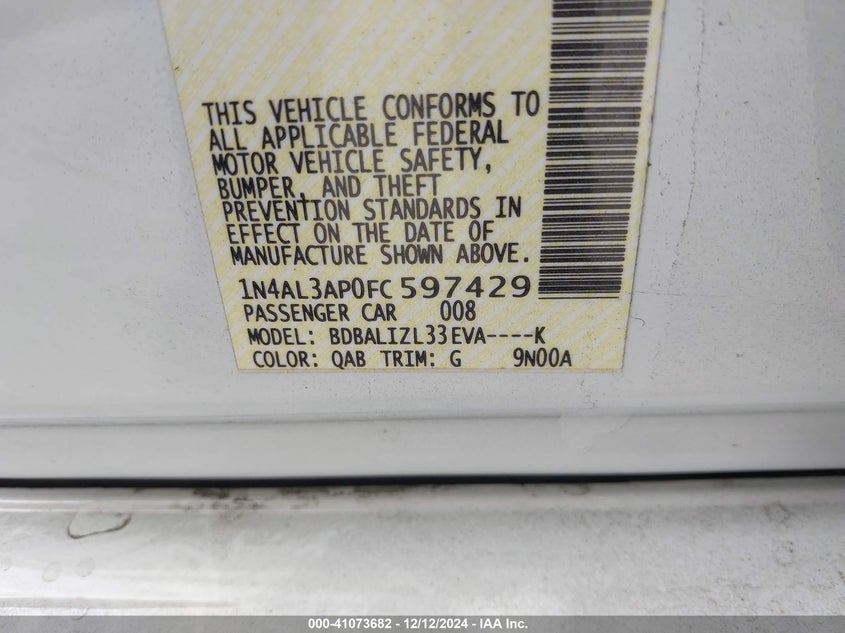 THIS VEHICLE CONFORMS TO
ALL APPLICABLE FEDERAL
MOTOR VEHICLE SAFETY,
BUMPER, AND THEFT
PREVENTION STANDARDS IN
EFFECT ON THE DATE OF
MANUFACTURE SHOWN ABOVE.
1N4AL3AP0FC597429
PASSENGER CAR 008
MODEL: BDBALIZL33EVA----K
COLOR: QAB TRIM: G 9N00A
000-41073682 - 12/12/2024 - IAA Inc.